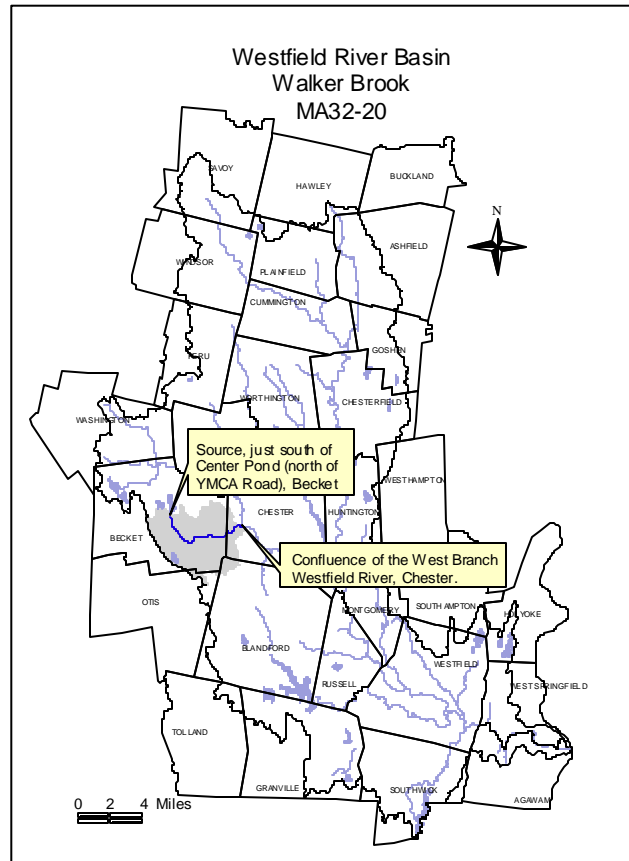 Westfield River Basin
Walker Brook
MA32-20
BUCKLAND
HAWLEY
N
ASHFIELD
PLAINFIELD
WINDSOR
CUMMINGTON
GOSHEN
WORTHINGTON
CHESTERFIELD
WASHINGTON
Source, just south of
Center Pond (north of
YMCA Road), Becket
WESTHAMPTON
CHESTER
HUNTINGTON
BECKET
Confluence of the West Branch
Westfield River, Chester.
OTIS
MONTGOMERY
SOUTHAMPTON
HOLYOKE
BLANDFORD
WESTFIELD
RUSSELL
WEST SPRINGFIELD
TOLLAND
GRANVILLE
SOUTHWICK
AGAWAM
0 2 4 Miles